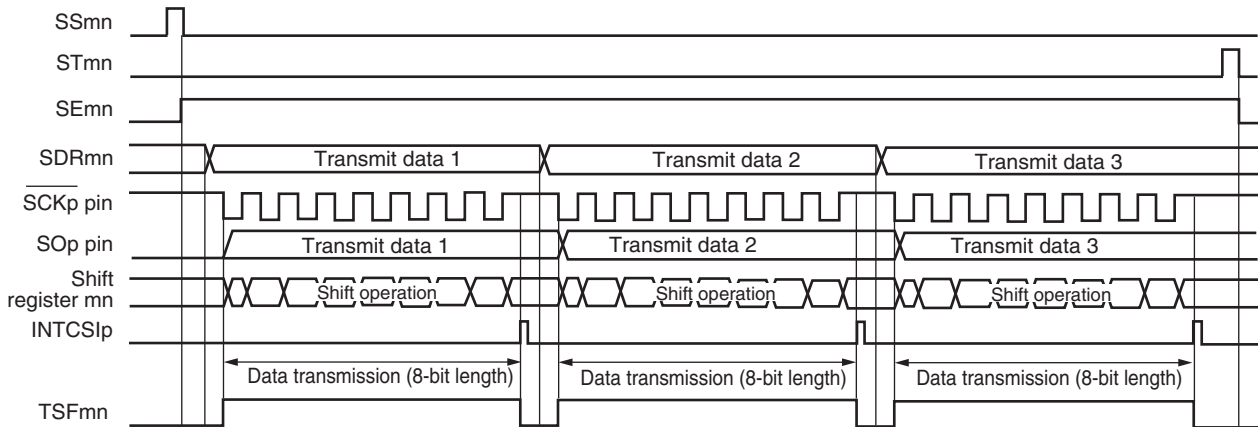 SSmn
STmn
SEmn
SDRmn Transmit data 1 Transmit data 2 Transmit data 3
SCKp pin
SOp pin Transmit data 1 Transmit data 2 Transmit data 3
Shift
register mn Shift operation Shift operation Shift operation
INTCSIp
Data transmission (8-bit length) Data transmission (8-bit length) Data transmission (8-bit length)
TSFmn